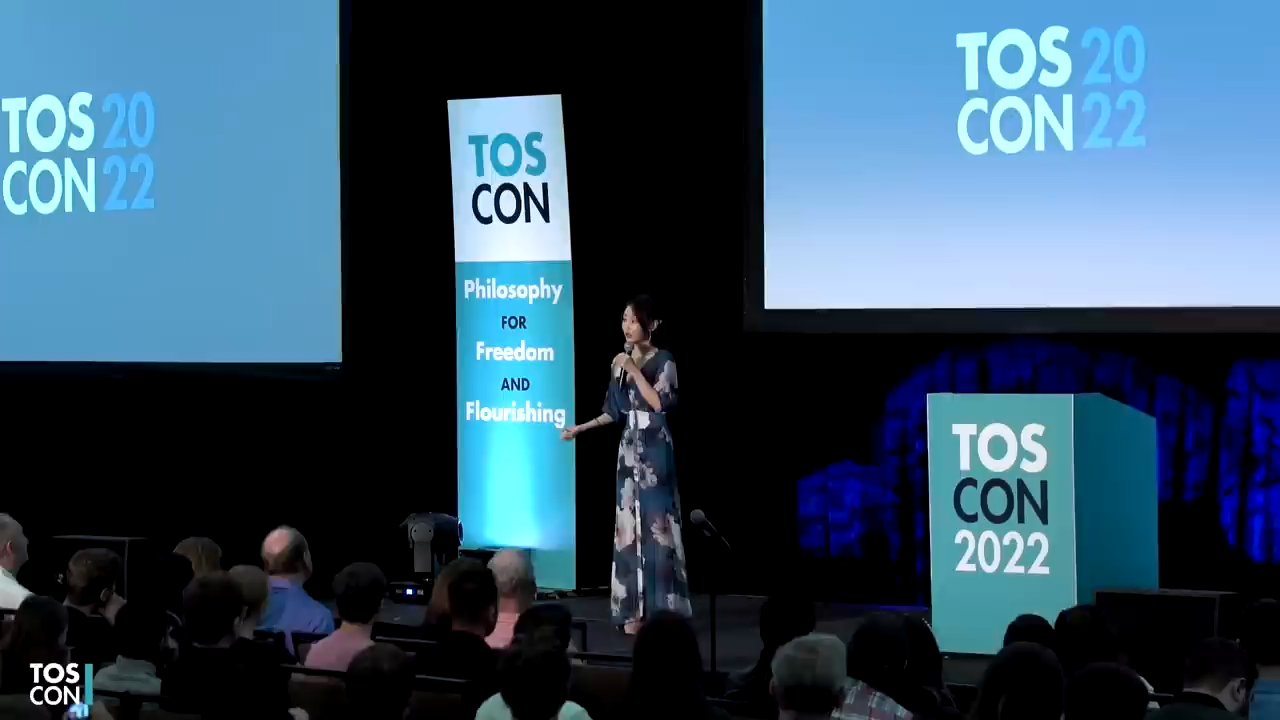 TOS 20
CON 22
TOS
CON
Philosophy
FOR
Freedom
AND
Flourishing
TOS 20
CON 22
TOS
CON
2022
TOS
CON